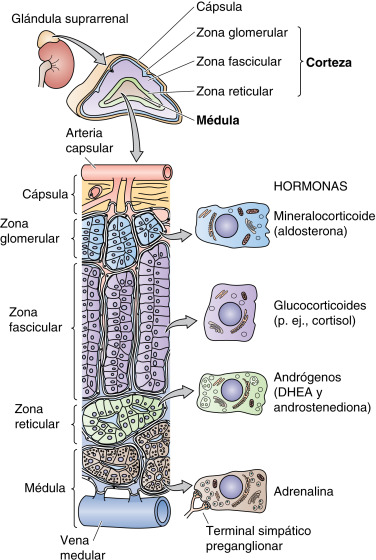 Glándula suprarrenal
Cápsula
Zona glomerular
Zona fascicular
Corteza
Zona reticular
Médula
Arteria
capsular
Cápsula
HORMONAS
Zona
glomerular
Mineralocorticoide
(aldosterona)
Zona
fascicular
Glucocorticoides
(p. ej., cortisol)
Andrógenos
(DHEA y
androstenediona)
Zona
reticular
Médula
Adrenalina
Vena
medular
Terminal simpático
preganglionar